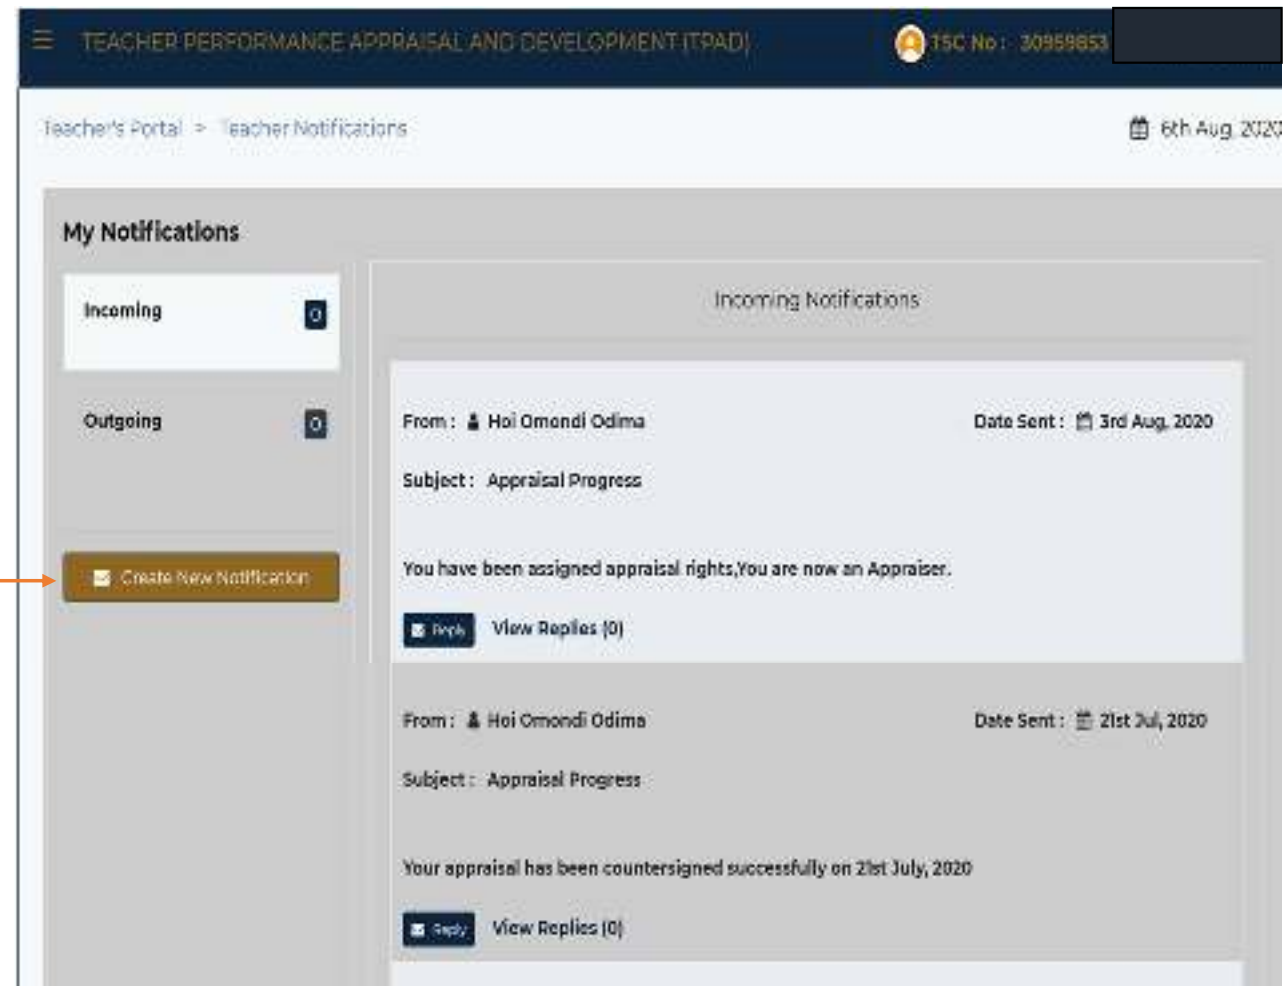 TEACHER PERFORMANCE APPRAISAL AND DEVELOPMENT (TPAD)
TSC No : 30959853
Teacher's Portal > Teacher Notifications
6th Aug, 2020
My Notifications
Incoming 0
Outgoing 0
Create New Notification
Incoming Notifications
From : Hoi Omondi Odima Date Sent : 3rd Aug, 2020
Subject : Appraisal Progress
You have been assigned appraisal rights,You are now an Appraiser.
Reply View Replies (0)
From : Hoi Omondi Odima Date Sent : 21st Jul, 2020
Subject : Appraisal Progress
Your appraisal has been countersigned successfully on 21st July, 2020
Reply View Replies (0)